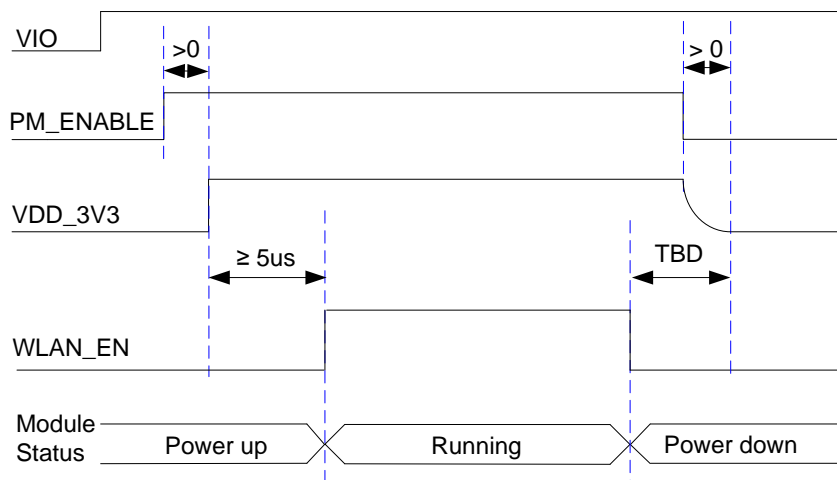 VIO
>0
> 0
PM_ENABLE
VDD_3V3
≥ 5us
TBD
WLAN_EN
Module
Status
Power up
Running
Power down